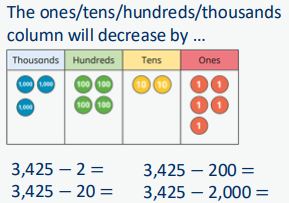 The ones/tens/hundreds/thousands
column will decrease by ...
Thousands Hundreds Tens Ones
1,000 1,000 100 100 10 10 1 1
1,000 100 100 1 1
1
3,425 – 2 = 3,425 – 200 =
3,425 – 20 = 3,425 – 2,000 =